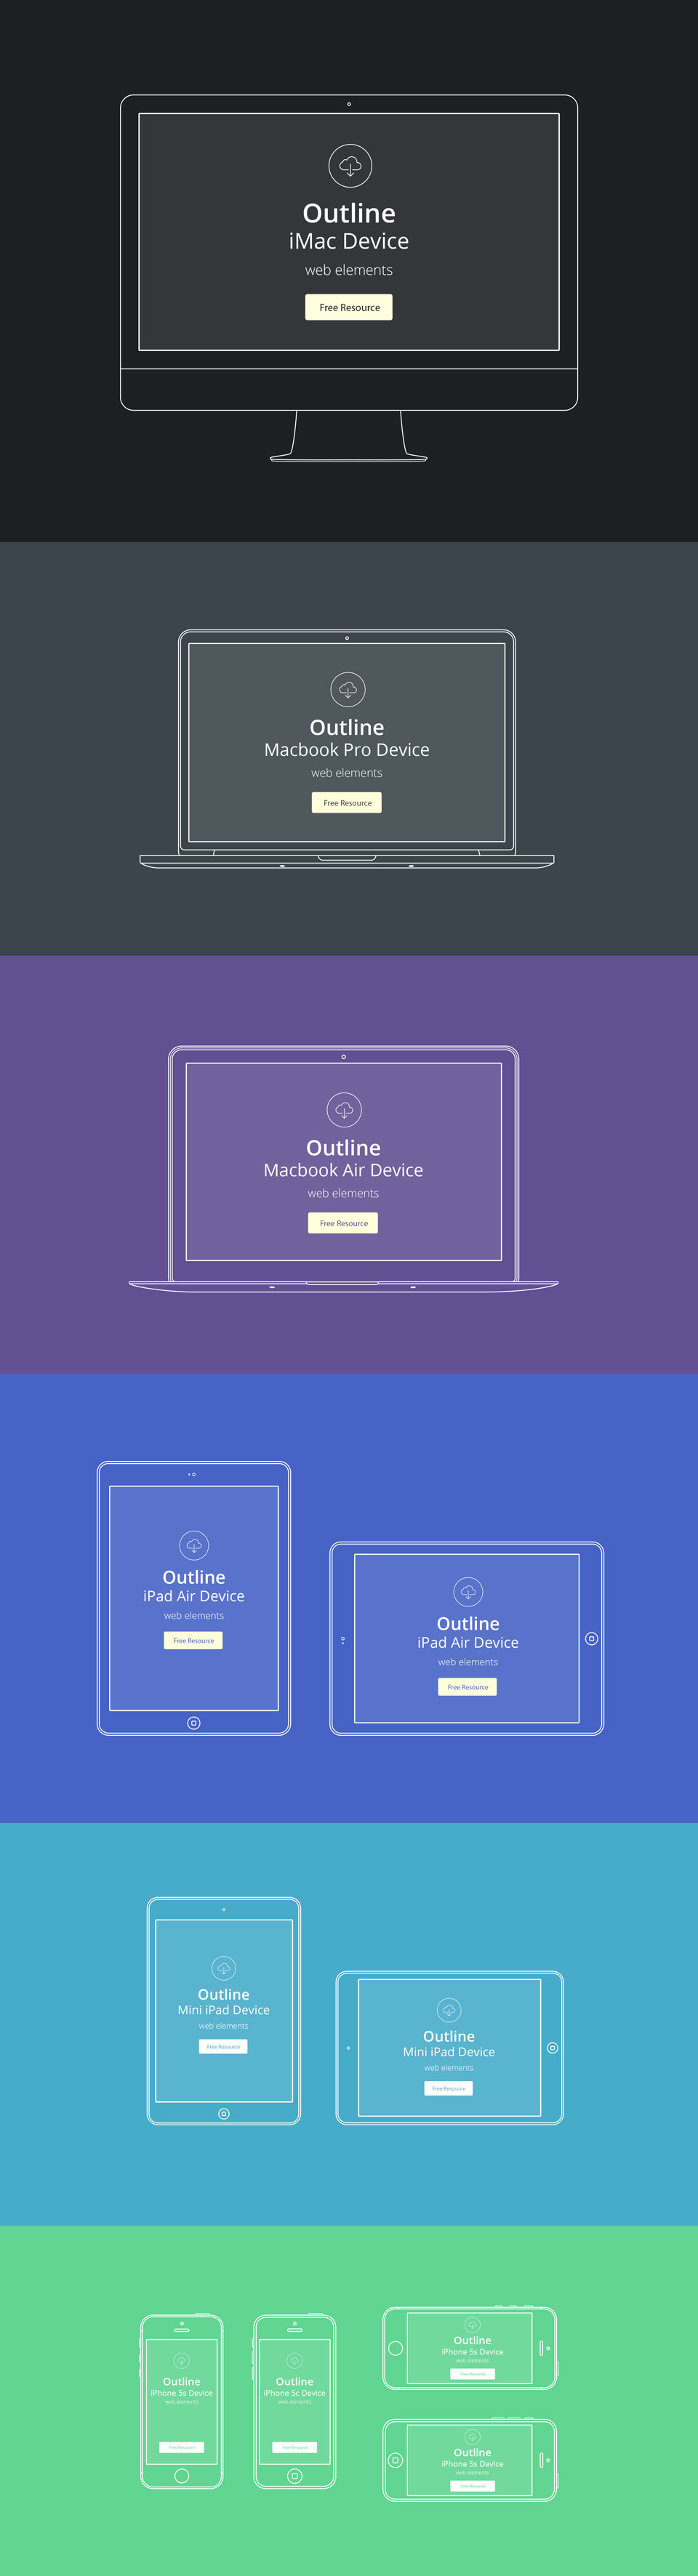 Outline
iMac Device
web elements
Free Resource
Outline
Macbook Pro Device
web elements
Free Resource
Outline
Macbook Air Device
web elements
Free Resource
Outline
iPad Air Device
web elements
Free Resource
Outline
iPad Air Device
web elements
Free Resource
Outline
Mini iPad Device
web elements
Free Resource
Outline
Mini iPad Device
web elements
Free Resource
Outline
iPhone 5s Device
web elements
Free Resource
Outline
iPhone 5c Device
web elements
Free Resource
Outline
iPhone 5s Device
web elements
Free Resource
Outline
iPhone 5s Device
web elements
Free Resource